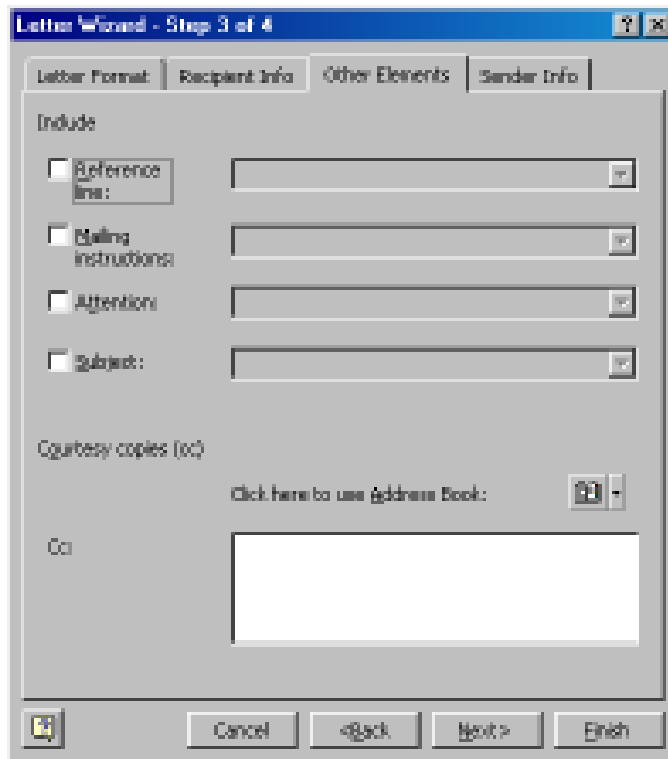 Letter Wizard - Step 3 of 4
Letter Format Recipient Info Other Elements Sender Info
Include
Reference
line:
Mailing
instructions:
Attention:
Subject:
Courtesy copies (cc)
Click here to use Address Book:
Cc:
Cancel <Back Next> Finish